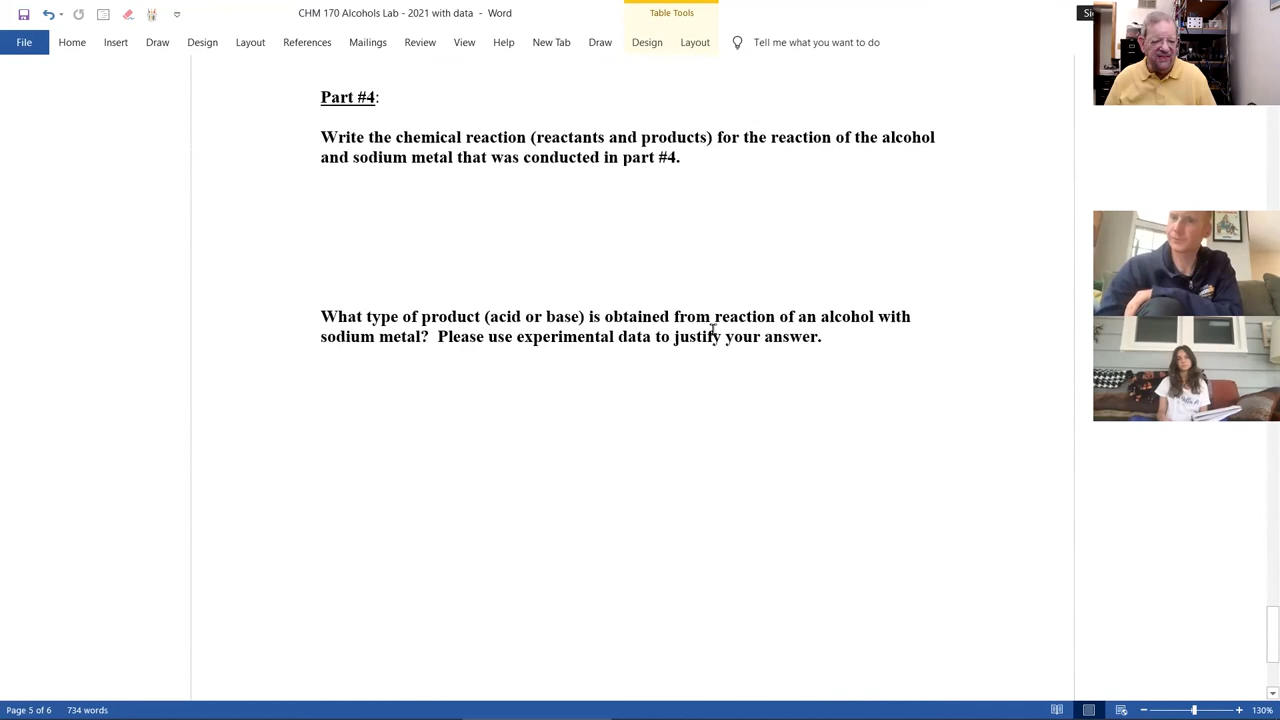 CHM 170 Alcohols Lab - 2021 with data - Word
Table Tools
File Home Insert Draw Design Layout References Mailings Review View Help New Tab Draw Design Layout Tell me what you want to do
Part #4:
Write the chemical reaction (reactants and products) for the reaction of the alcohol
and sodium metal that was conducted in part #4.
What type of product (acid or base) is obtained from reaction of an alcohol with
sodium metal? Please use experimental data to justify your answer.
Page 5 of 6 734 words 130%